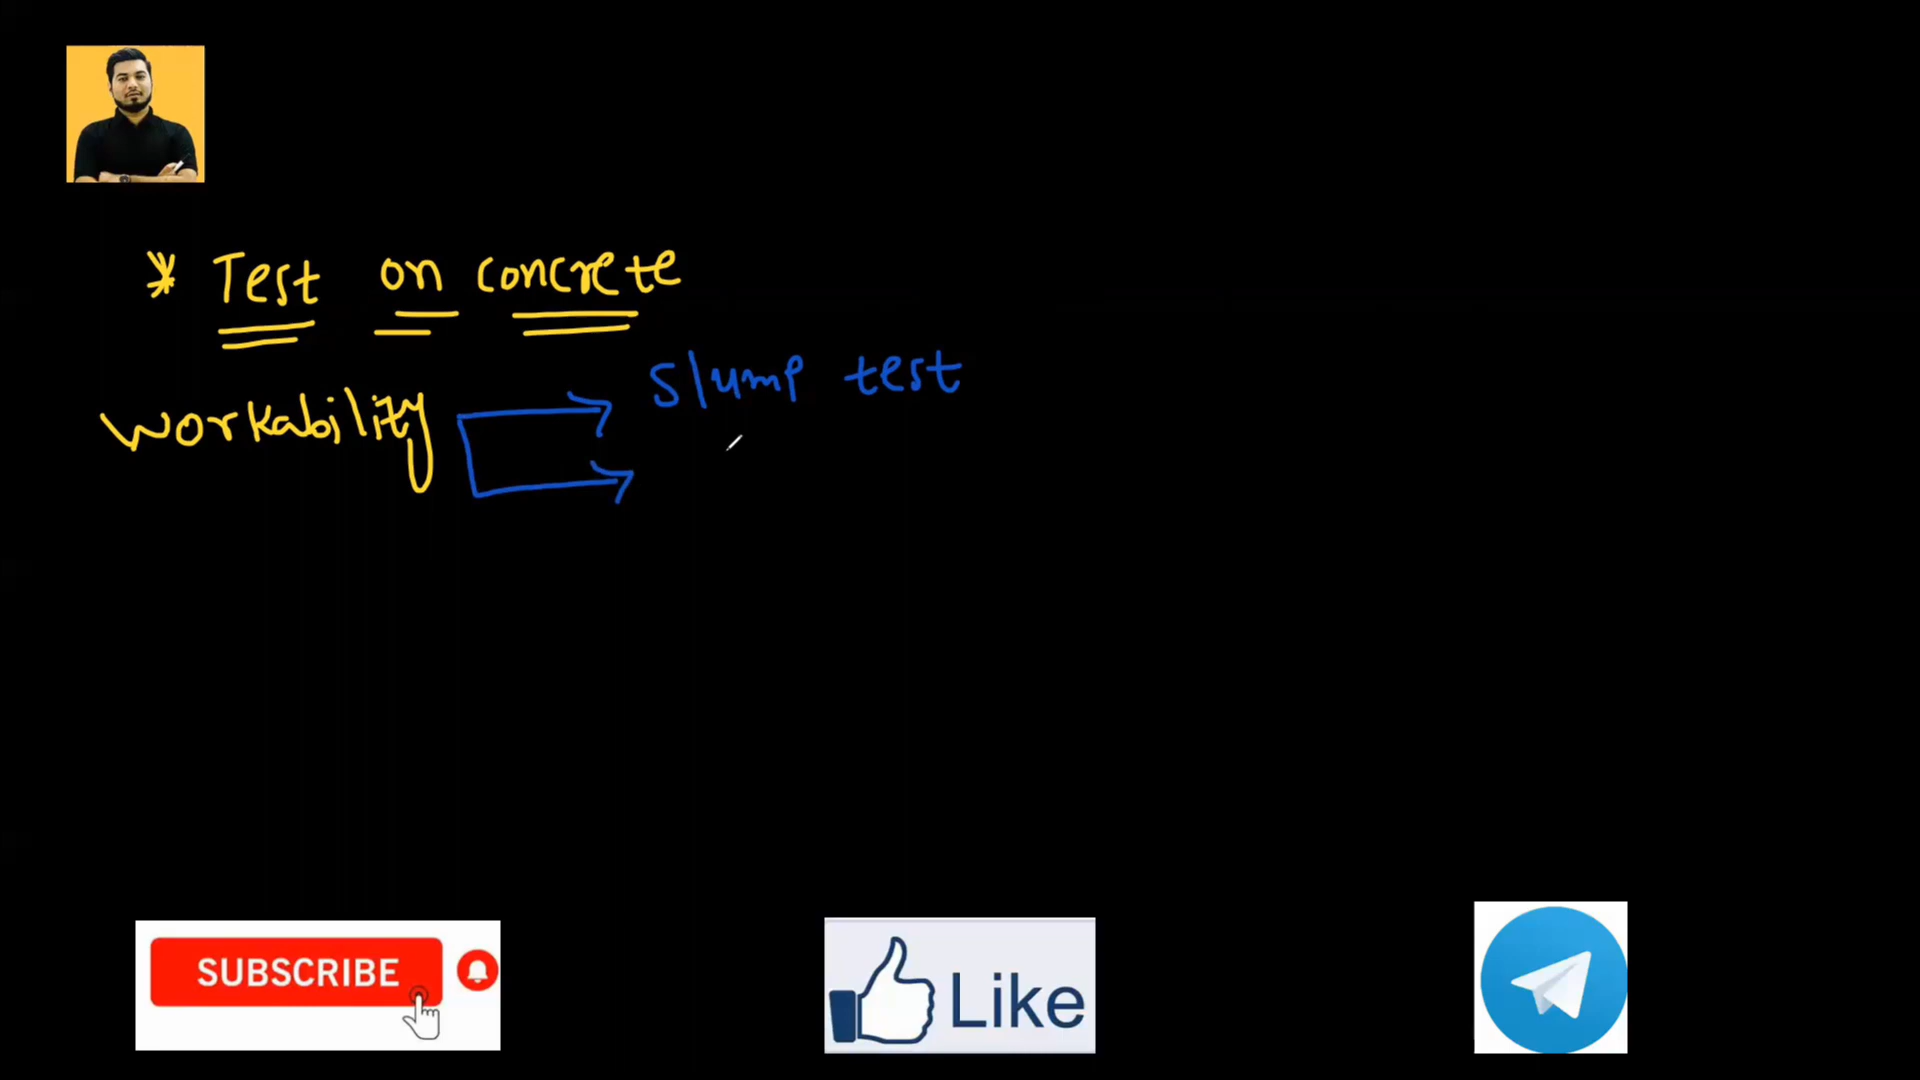 * Test on concrete
Workability
Slump test
SUBSCRIBE
Like